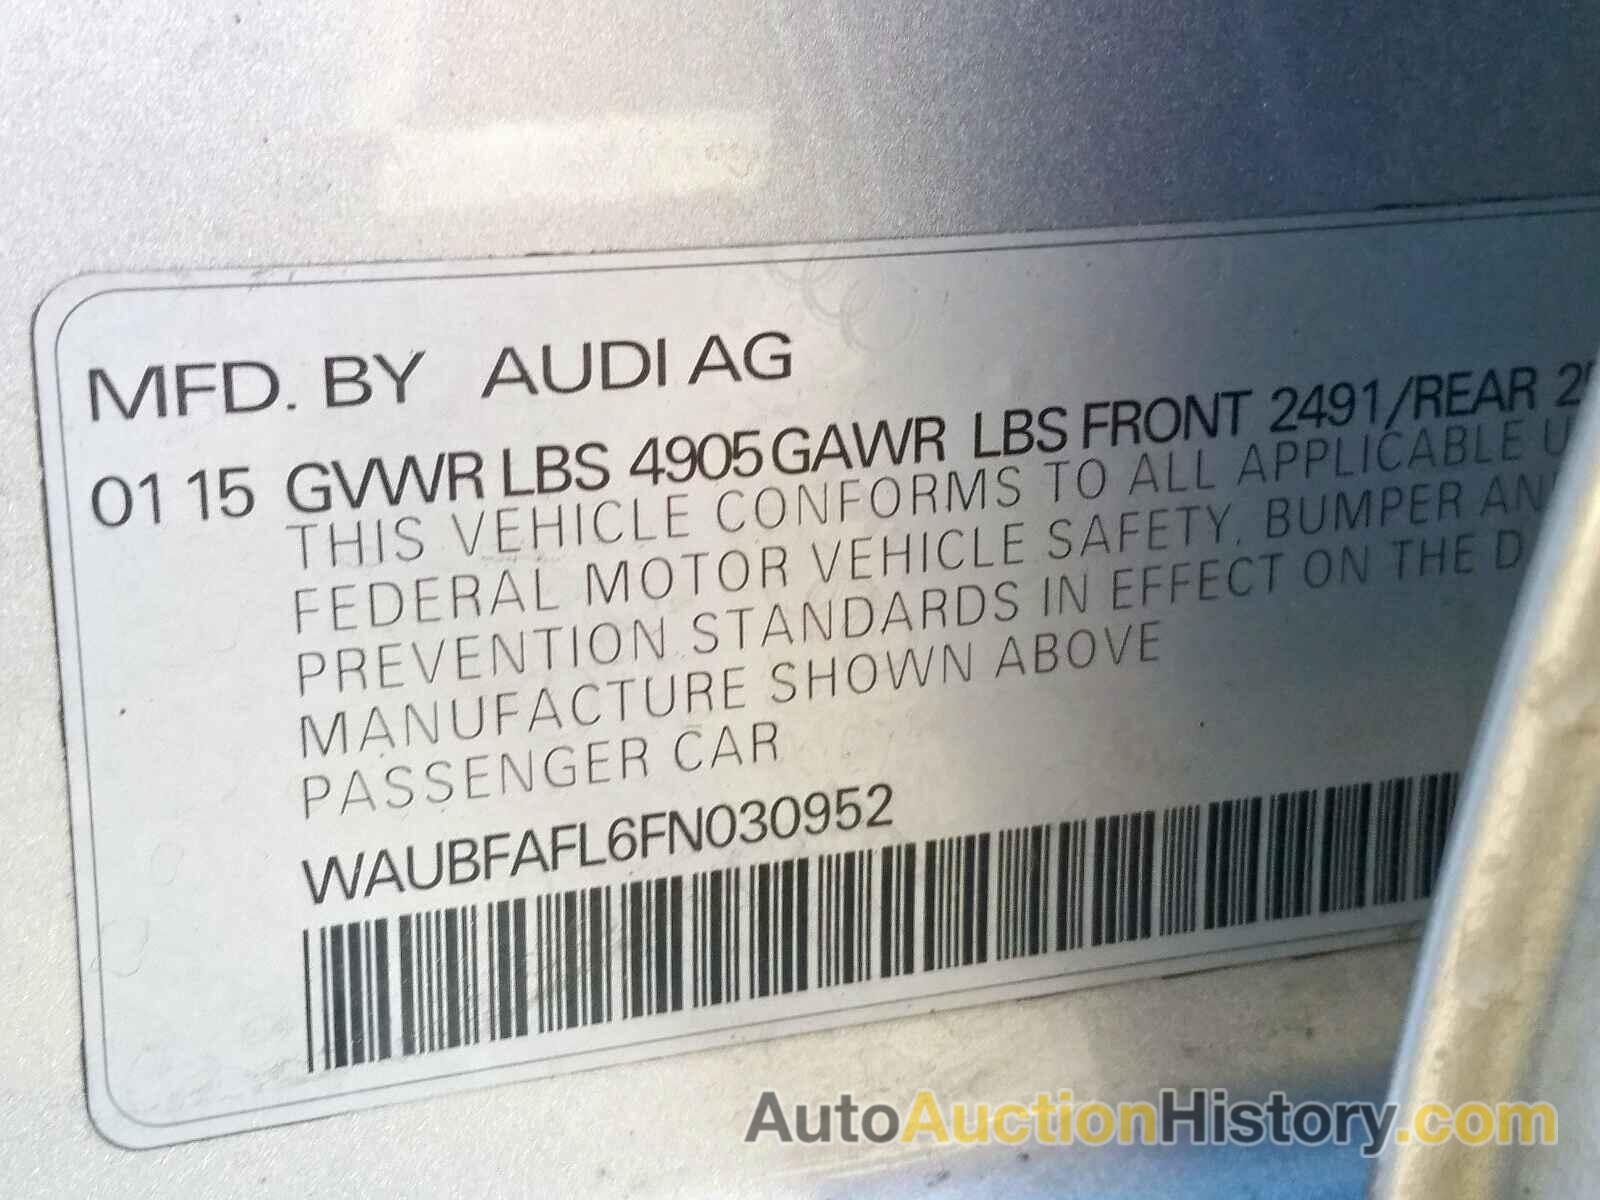 MFD. BY AUDI AG
01 15 GVWR LBS 4905 GAWR LBS FRONT 2491/REAR
THIS VEHICLE CONFORMS TO ALL APPLICABLE
FEDERAL MOTOR VEHICLE SAFETY, BUMPER
PREVENTION STANDARDS IN EFFECT ON THE
MANUFACTURE SHOWN ABOVE
PASSENGER CAR
WAUBFAFL6FN030952
AutoAuctionHistory.com